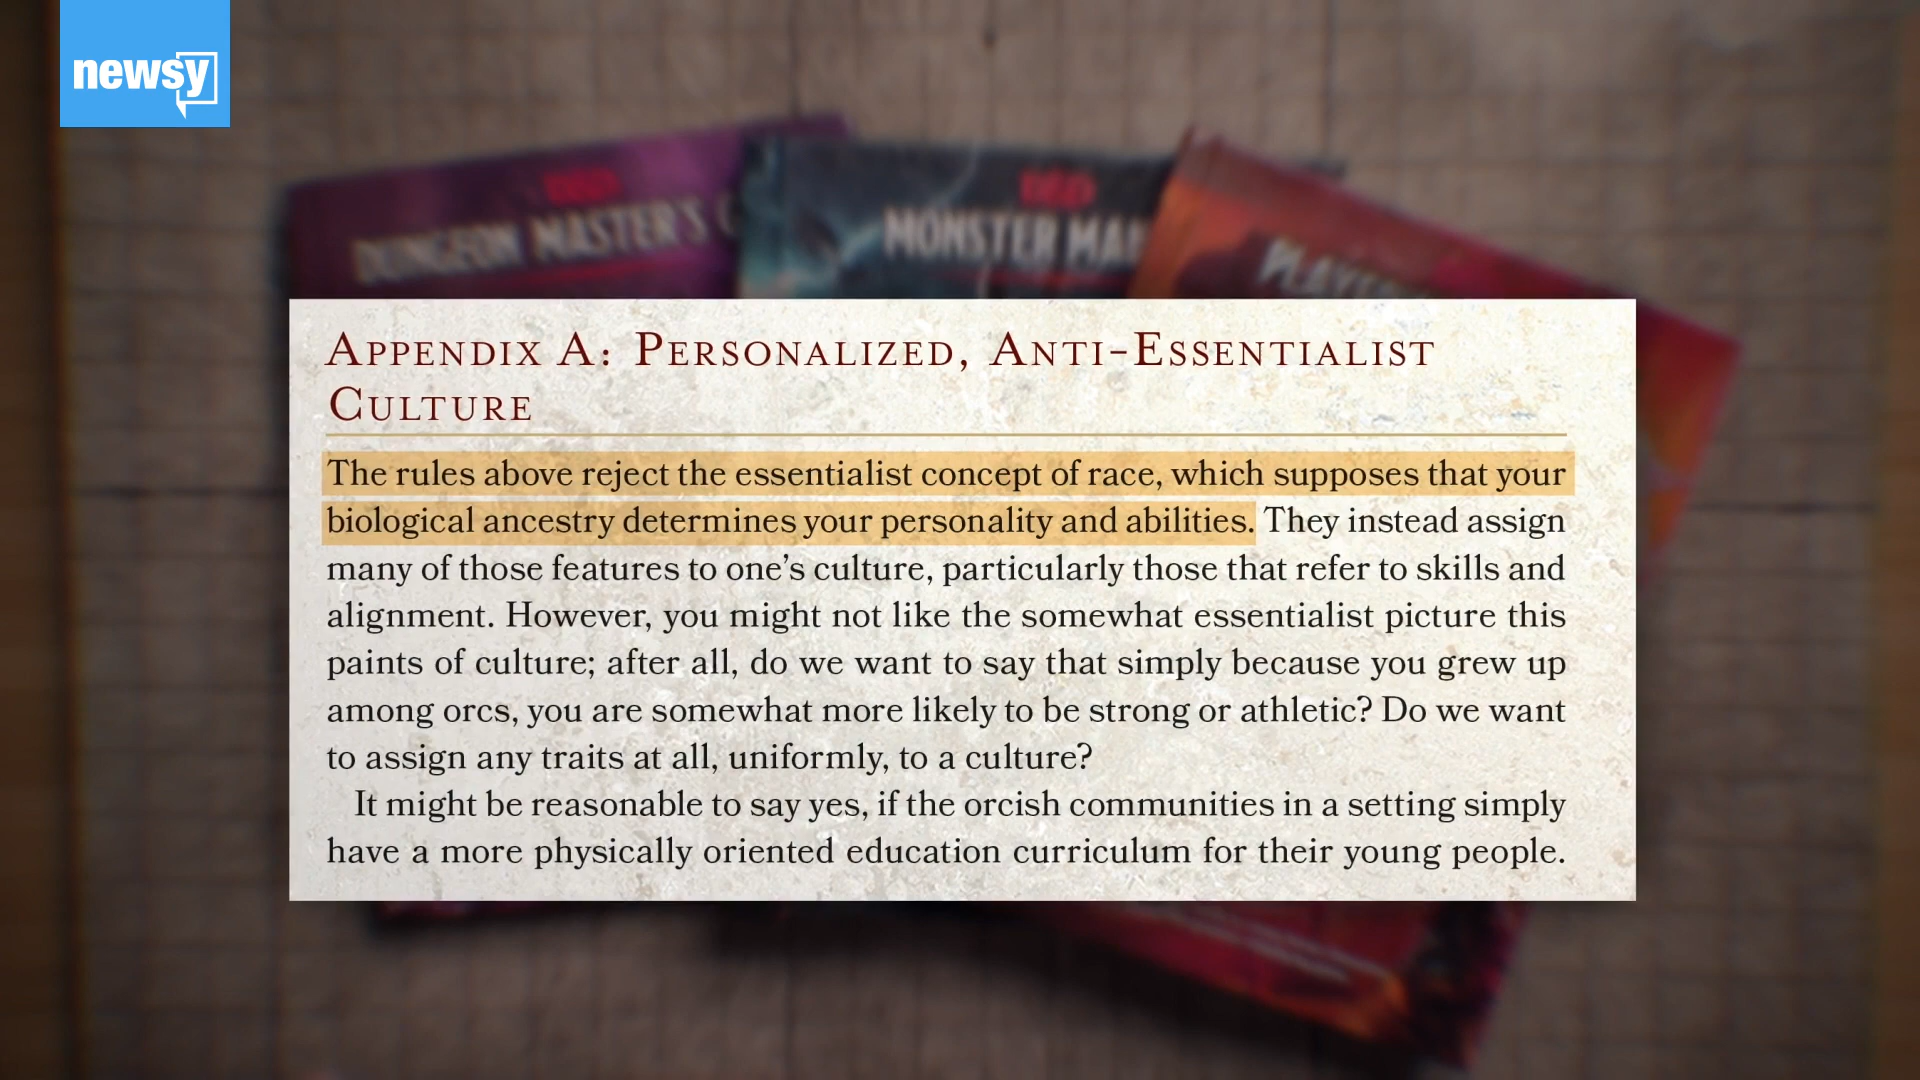 newsy
DUNGEON MASTER'S
MONSTER MAN
APPENDIX A: PERSONALIZED, ANTI-ESSENTIALIST
CULTURE
The rules above reject the essentialist concept of race, which supposes that your
biological ancestry determines your personality and abilities. They instead assign
many of those features to one’s culture, particularly those that refer to skills and
alignment. However, you might not like the somewhat essentialist picture this
paints of culture; after all, do we want to say that simply because you grew up
among orcs, you are somewhat more likely to be strong or athletic? Do we want
to assign any traits at all, uniformly, to a culture?
It might be reasonable to say yes, if the orcish communities in a setting simply
have a more physically oriented education curriculum for their young people.